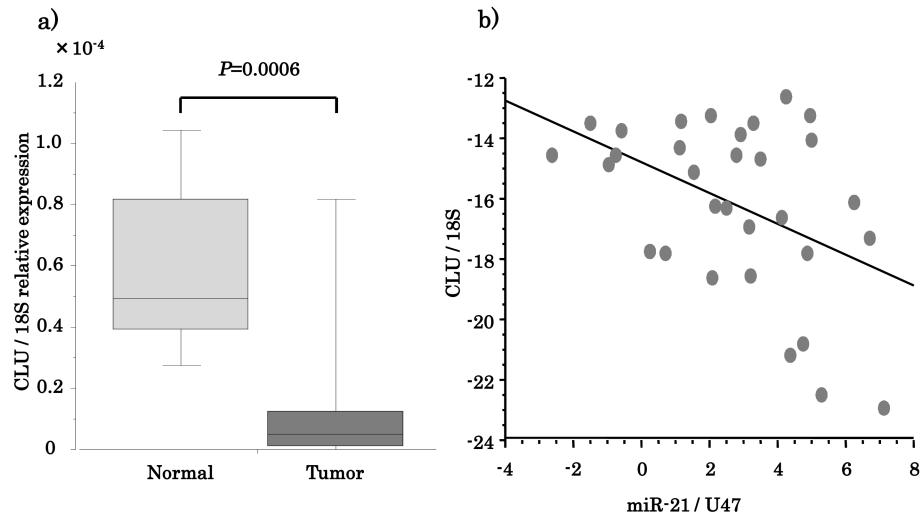 a)
× 10-4
CLU / 18S relative expression
1.2
1.0
0.8
0.6
0.4
0.2
0
P=0.0006
Normal Tumor
b)
CLU / 18S
-12
-14
-16
-18
-20
-22
-24
-4 -2 0 2 4 6 8
miR-21 / U47